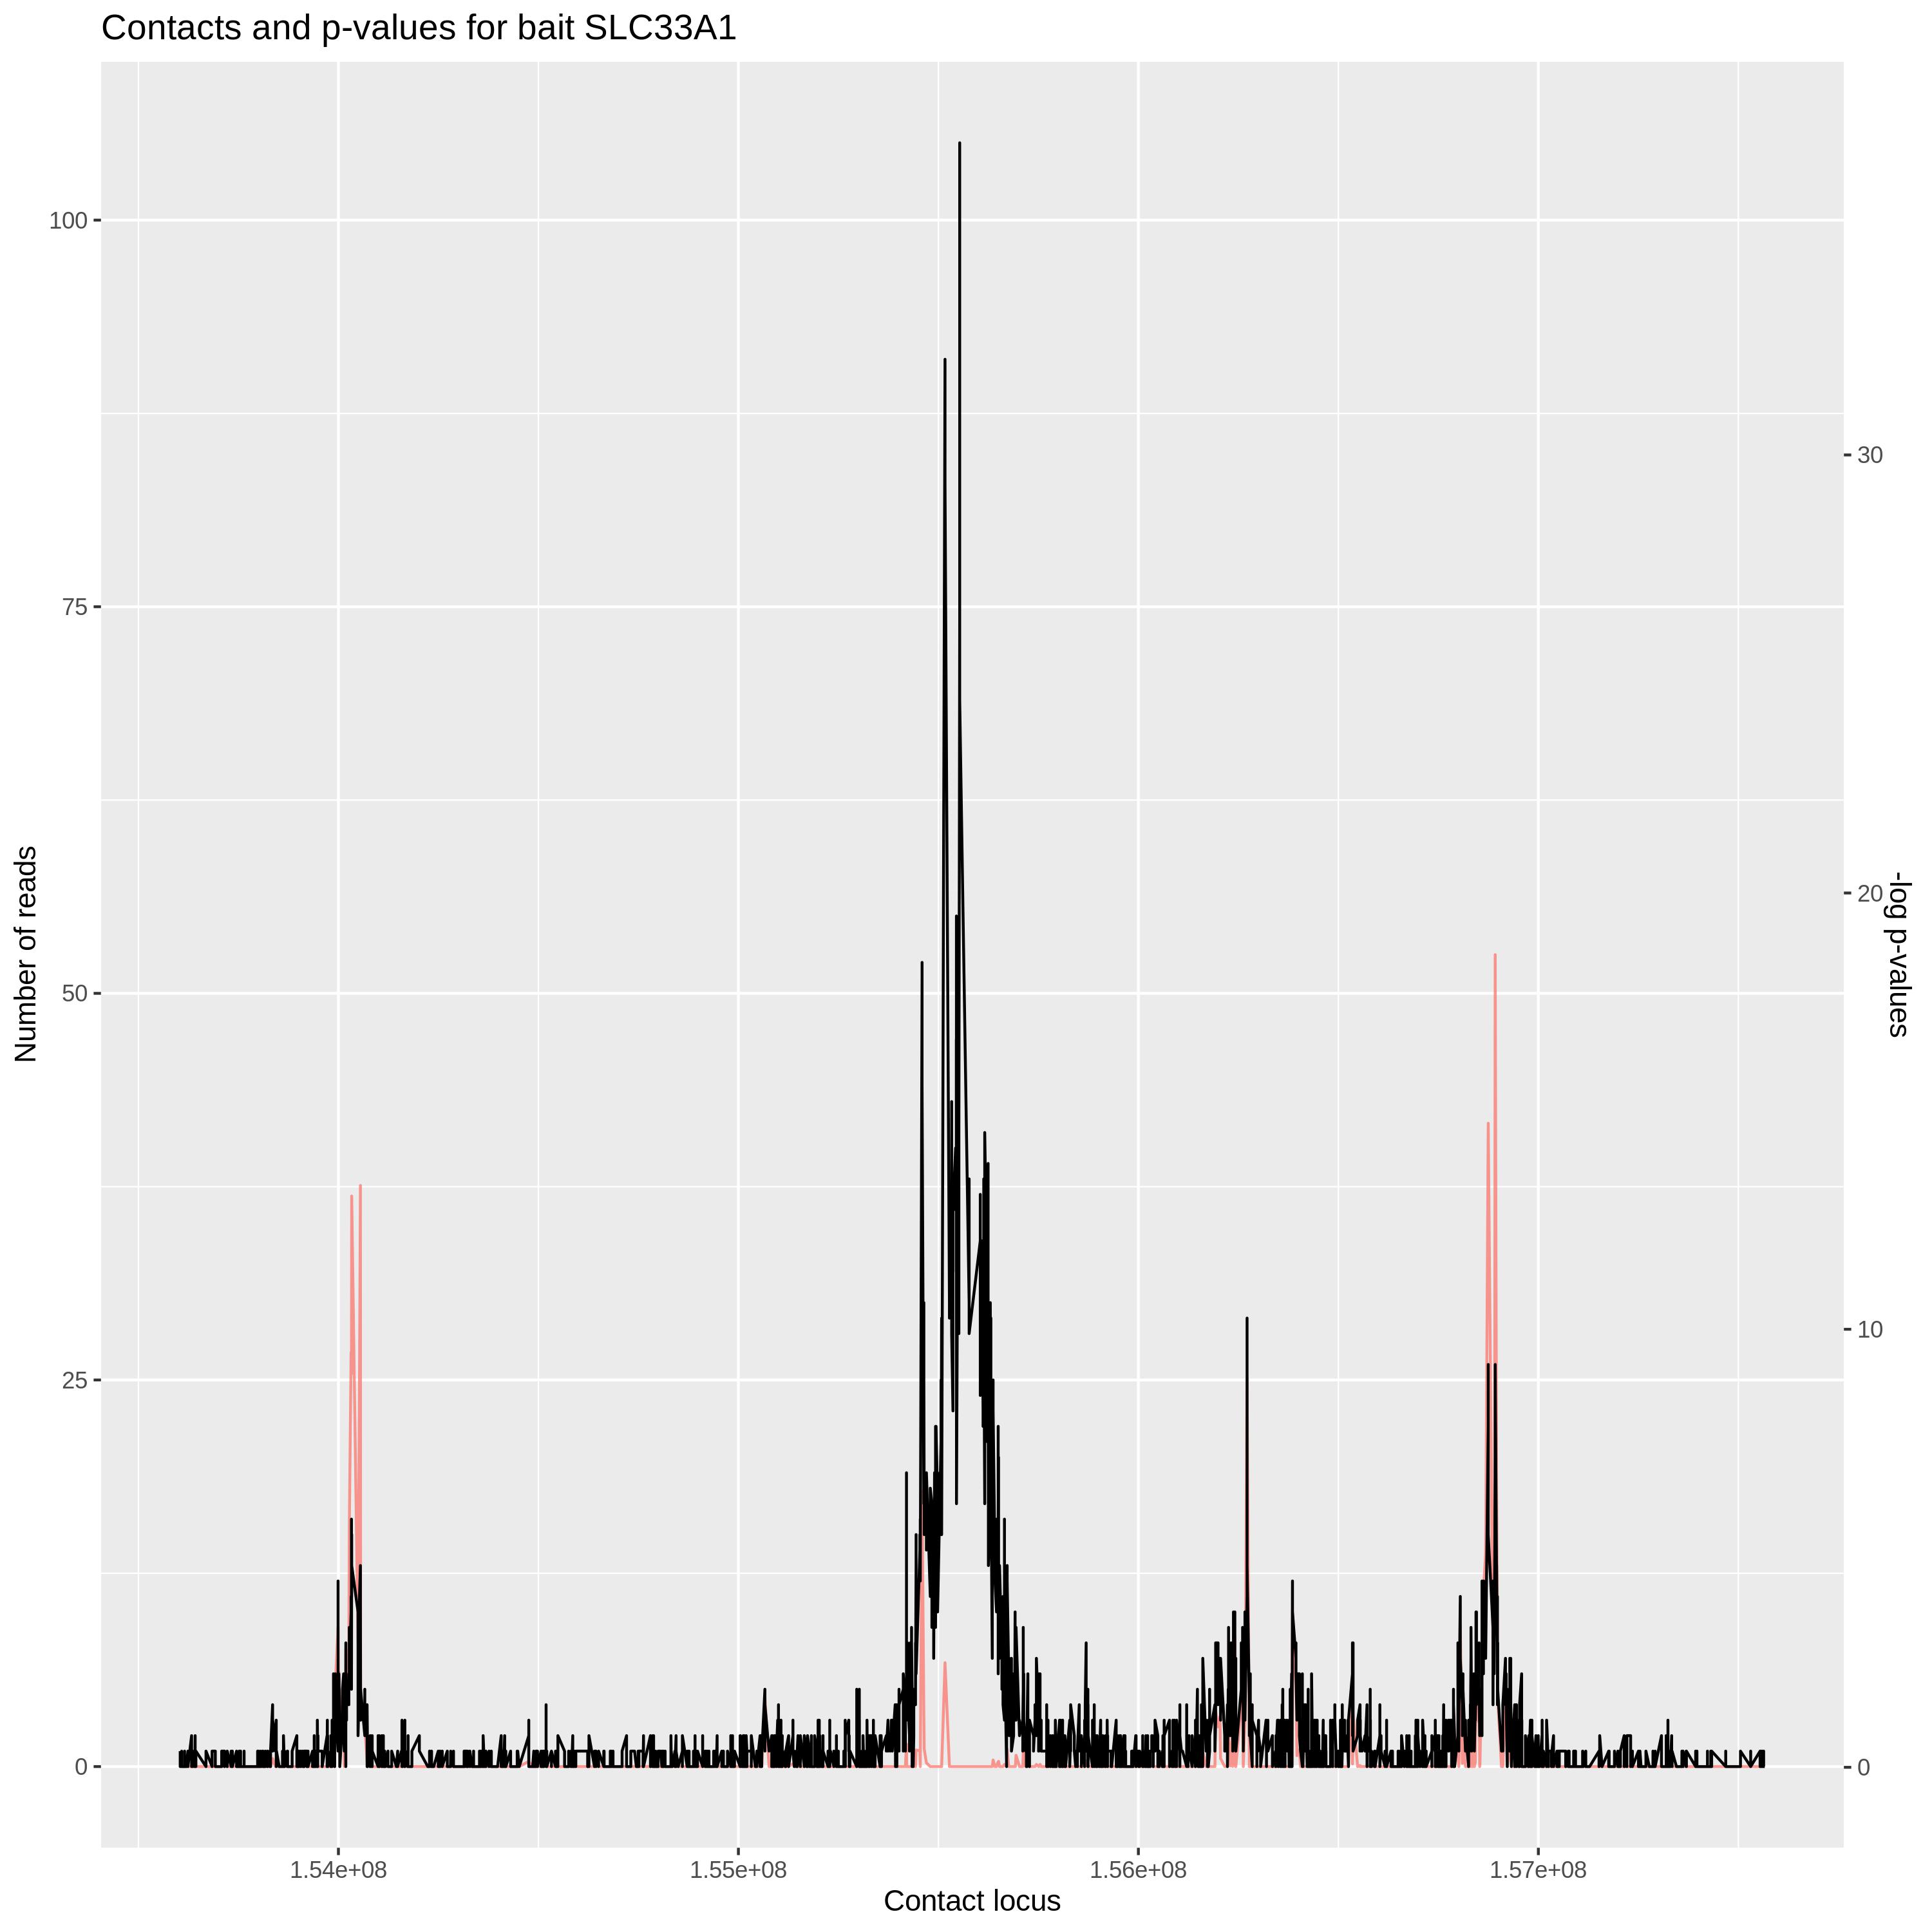 Contacts and p-values for bait SLC33A1
100
75
50
25
0
Number of reads
30
20
10
0
-log p-values
1.54e+08
1.55e+08
1.56e+08
1.57e+08
Contact locus